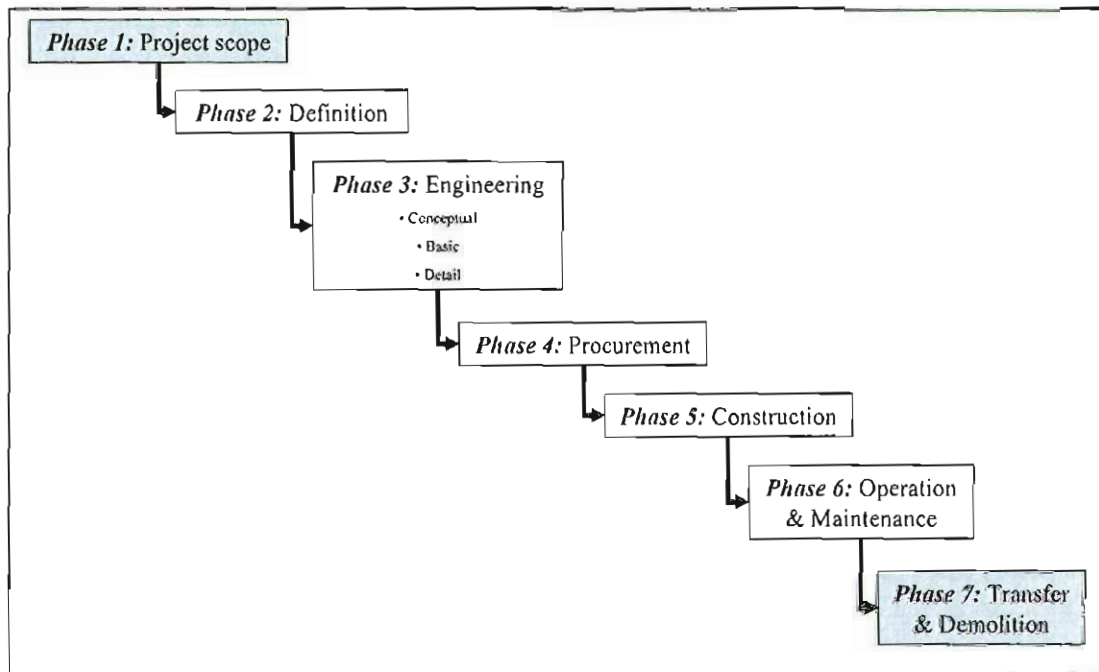 Phase 1: Project scope
Phase 2: Definition
Phase 3: Engineering
• Conceptual
• Basic
• Detail
Phase 4: Procurement
Phase 5: Construction
Phase 6: Operation
& Maintenance
Phase 7: Transfer
& Demolition